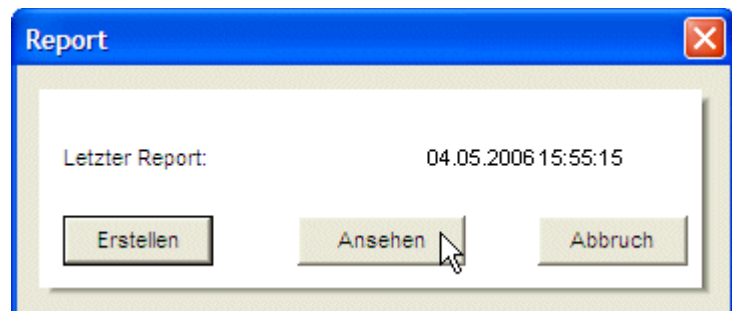 Report
Letzter Report: 04.05.2006 15:55:15
Erstellen Ansehen Abbruch